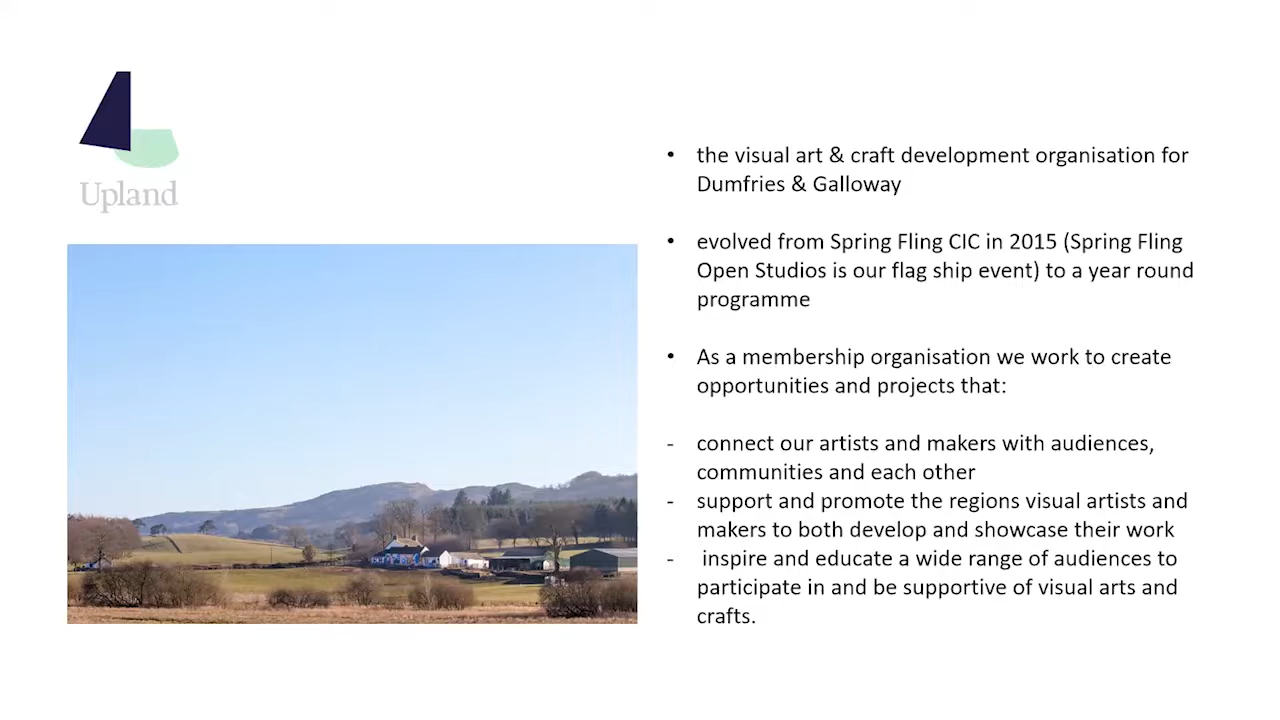 Upland
• the visual art & craft development organisation for
Dumfries & Galloway
• evolved from Spring Fling CIC in 2015 (Spring Fling
Open Studios is our flag ship event) to a year round
programme
• As a membership organisation we work to create
opportunities and projects that:
- connect our artists and makers with audiences,
communities and each other
- support and promote the regions visual artists and
makers to both develop and showcase their work
- inspire and educate a wide range of audiences to
participate in and be supportive of visual arts and
crafts.